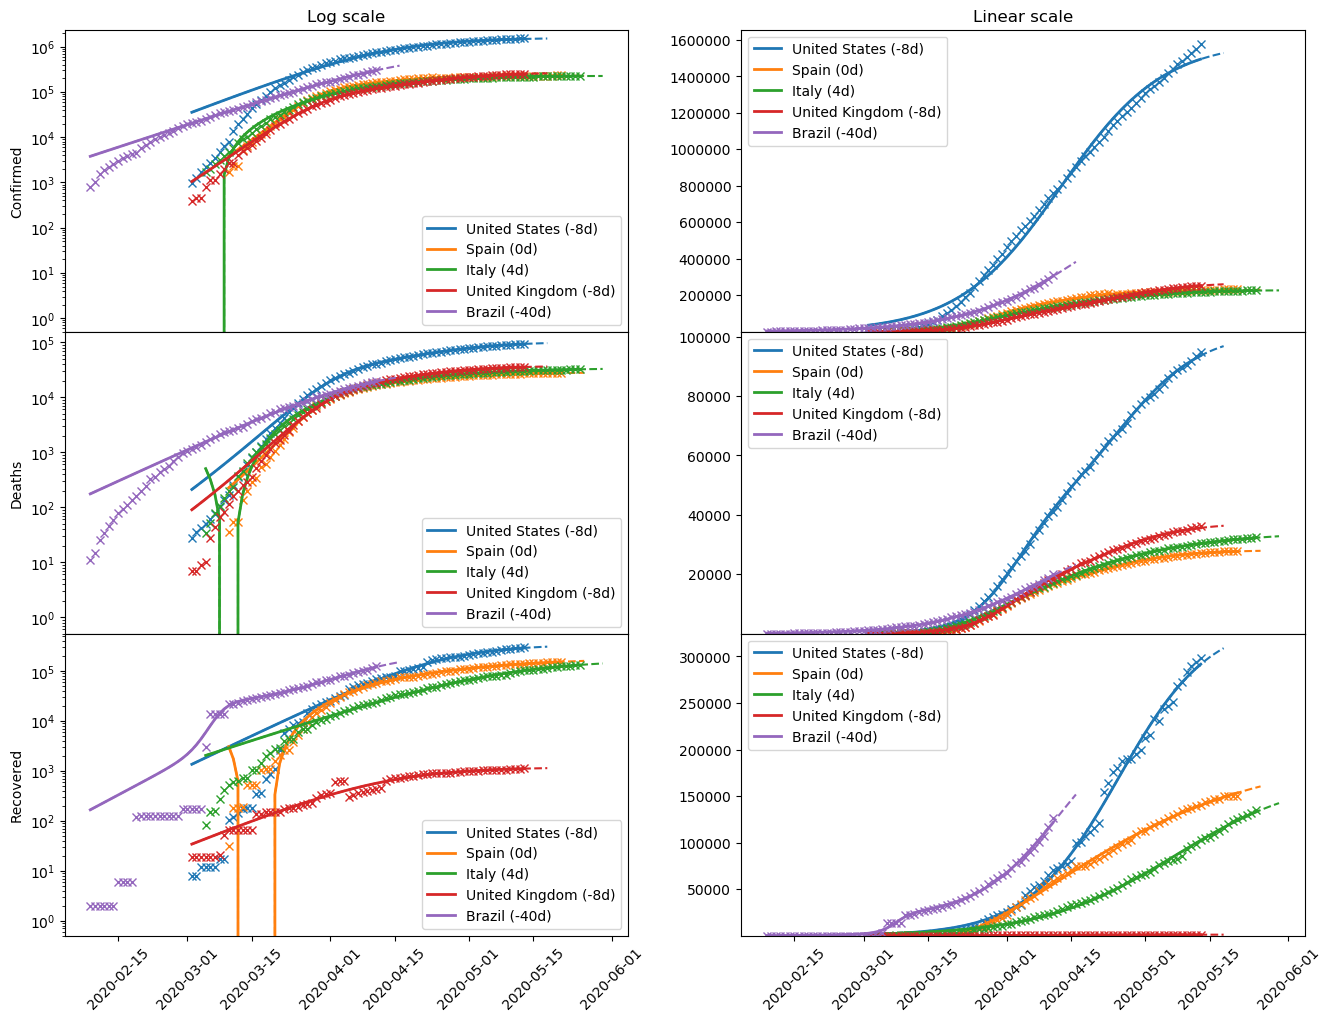 Log scale
Linear scale
Confirmed
10^6
10^5
10^4
10^3
10^2
10^1
10^0
United States (-8d)
Spain (0d)
Italy (4d)
United Kingdom (-8d)
Brazil (-40d)
1600000
1400000
1200000
1000000
800000
600000
400000
200000
United States (-8d)
Spain (0d)
Italy (4d)
United Kingdom (-8d)
Brazil (-40d)
Deaths
10^5
10^4
10^3
10^2
10^1
10^0
United States (-8d)
Spain (0d)
Italy (4d)
United Kingdom (-8d)
Brazil (-40d)
100000
80000
60000
40000
20000
United States (-8d)
Spain (0d)
Italy (4d)
United Kingdom (-8d)
Brazil (-40d)
Recovered
10^5
10^4
10^3
10^2
10^1
10^0
United States (-8d)
Spain (0d)
Italy (4d)
United Kingdom (-8d)
Brazil (-40d)
300000
250000
200000
150000
100000
50000
United States (-8d)
Spain (0d)
Italy (4d)
United Kingdom (-8d)
Brazil (-40d)
2020-02-15
2020-03-01
2020-03-15
2020-04-01
2020-04-15
2020-05-01
2020-05-15
2020-06-01
2020-02-15
2020-03-01
2020-03-15
2020-04-01
2020-04-15
2020-05-01
2020-05-15
2020-06-01